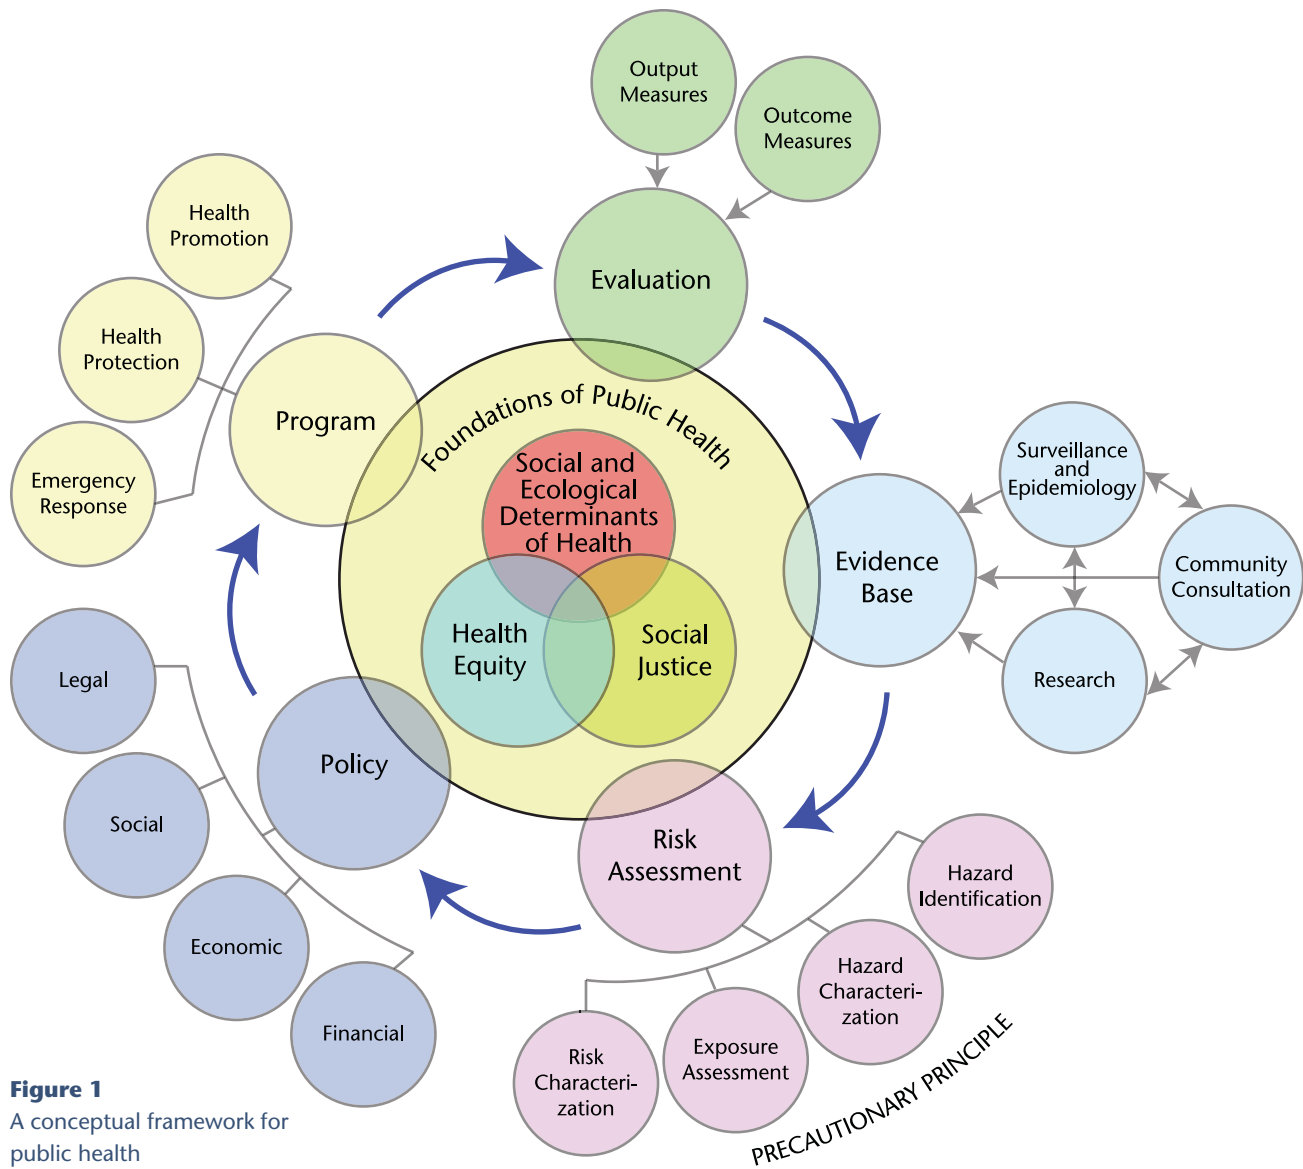 Output
Measures
Outcome
Measures
Health
Promotion
Evaluation
Health
Protection
Program
Foundations of Public Health
Emergency
Response
Social and
Ecological
Determinants
of Health
Surveillance
and
Epidemiology
Evidence
Base
Community
Consultation
Health
Equity
Social
Justice
Research
Legal
Policy
Social
Risk
Assessment
Hazard
Identification
Economic
Hazard
Characteri-
zation
Financial
Risk
Characteri-
zation
Exposure
Assessment
PRECAUTIONARY PRINCIPLE
Figure 1
A conceptual framework for
public health